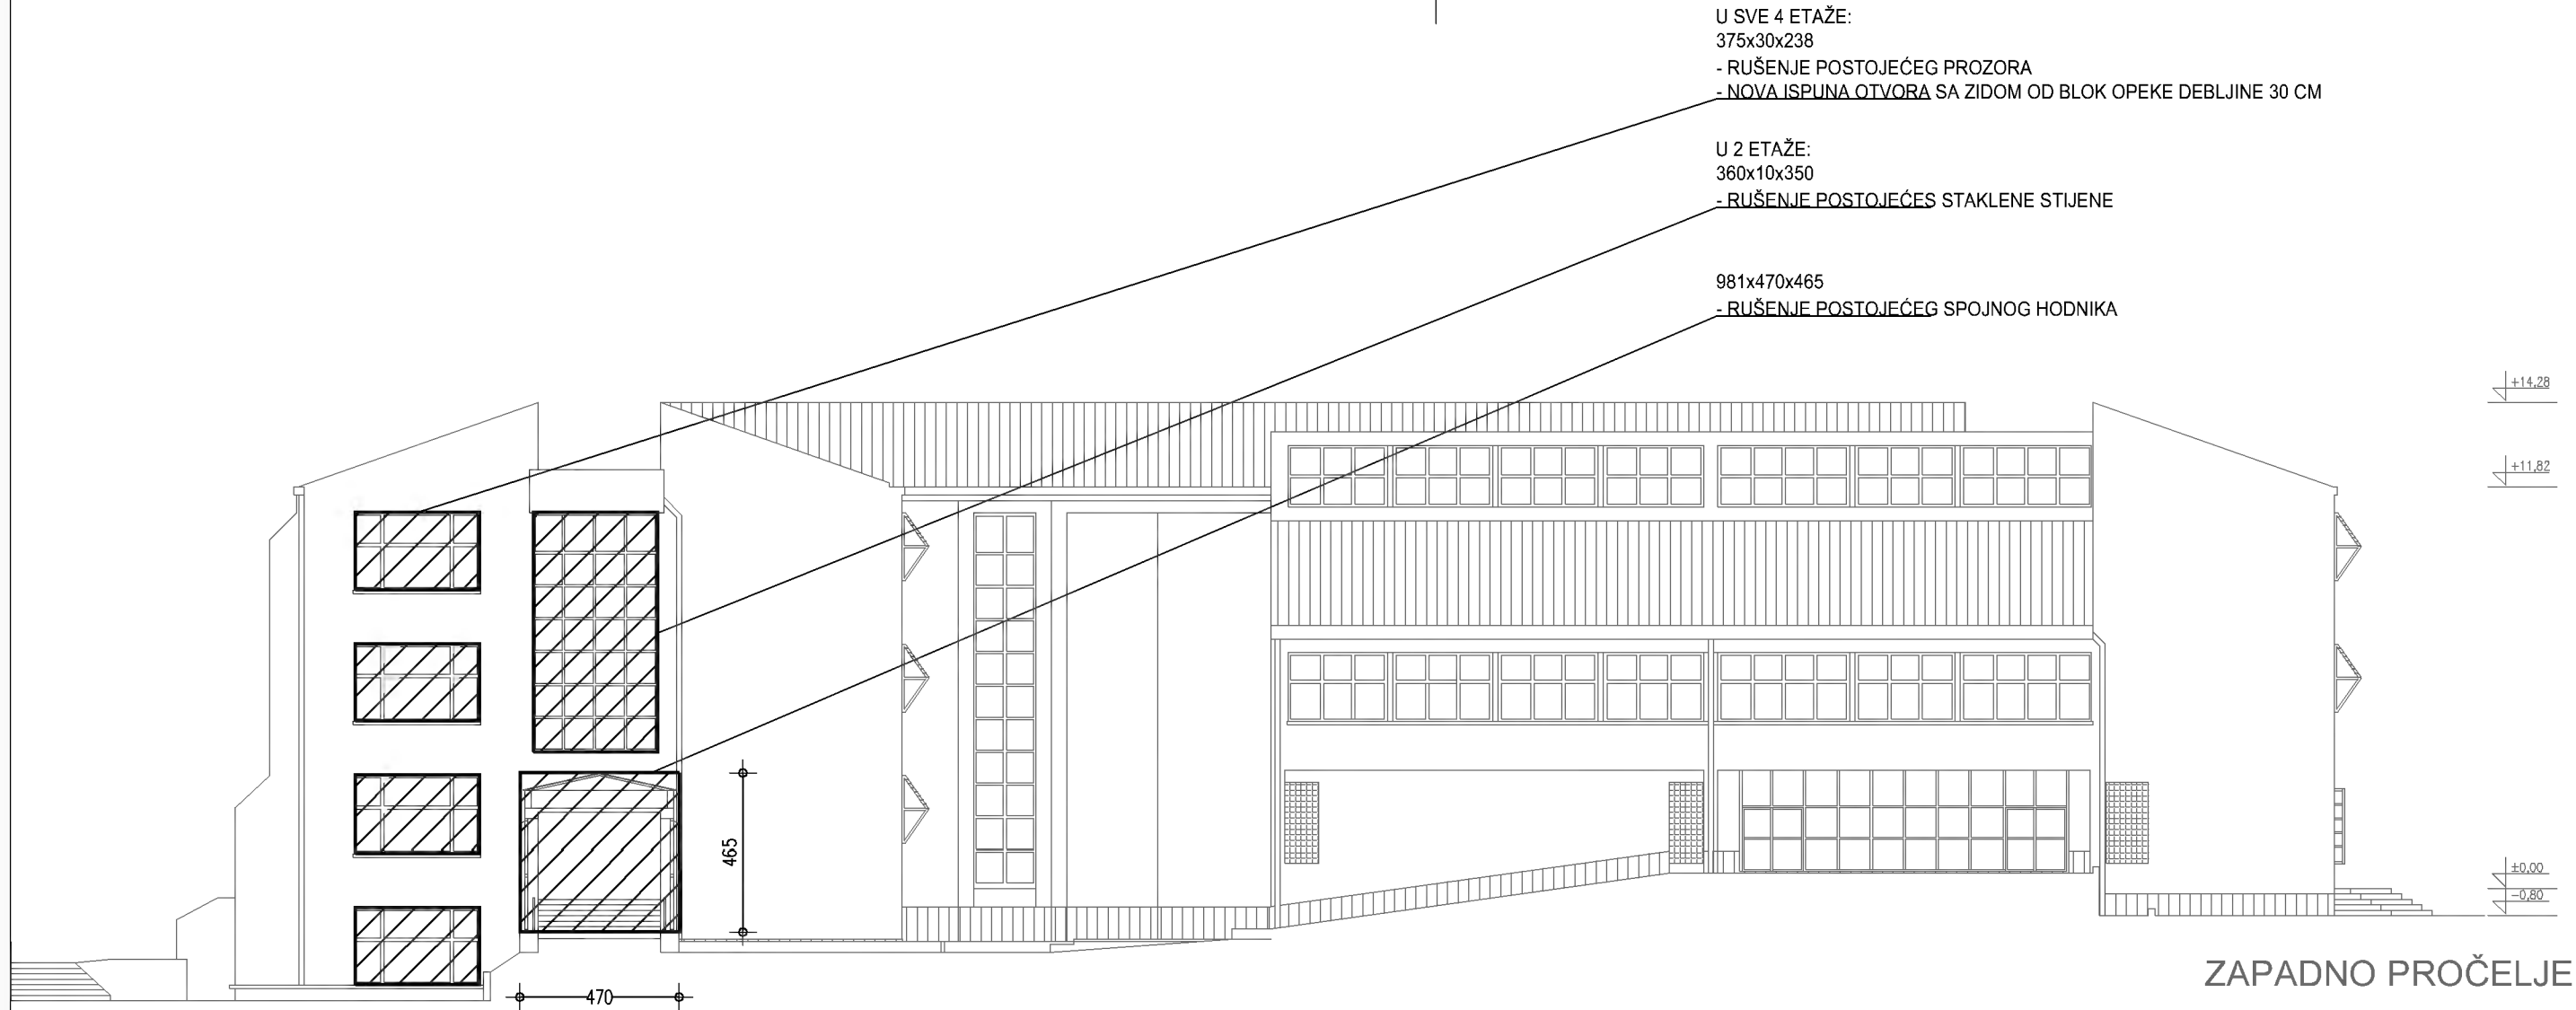 U SVE 4 ETAŽE:
375x30x238
- RUŠENJE POSTOJEĆEG PROZORA
- NOVA ISPUNA OTVORA SA ZIDOM OD BLOK OPEKE DEBLJINE 30 CM
U 2 ETAŽE:
360x10x350
- RUŠENJE POSTOJEĆES STAKLENE STIJENE
981x470x465
- RUŠENJE POSTOJEĆEG SPOJNOG HODNIKA
+14,28
+11,82
465
±0,00
-0,80
ZAPADNO PROČELJE
470